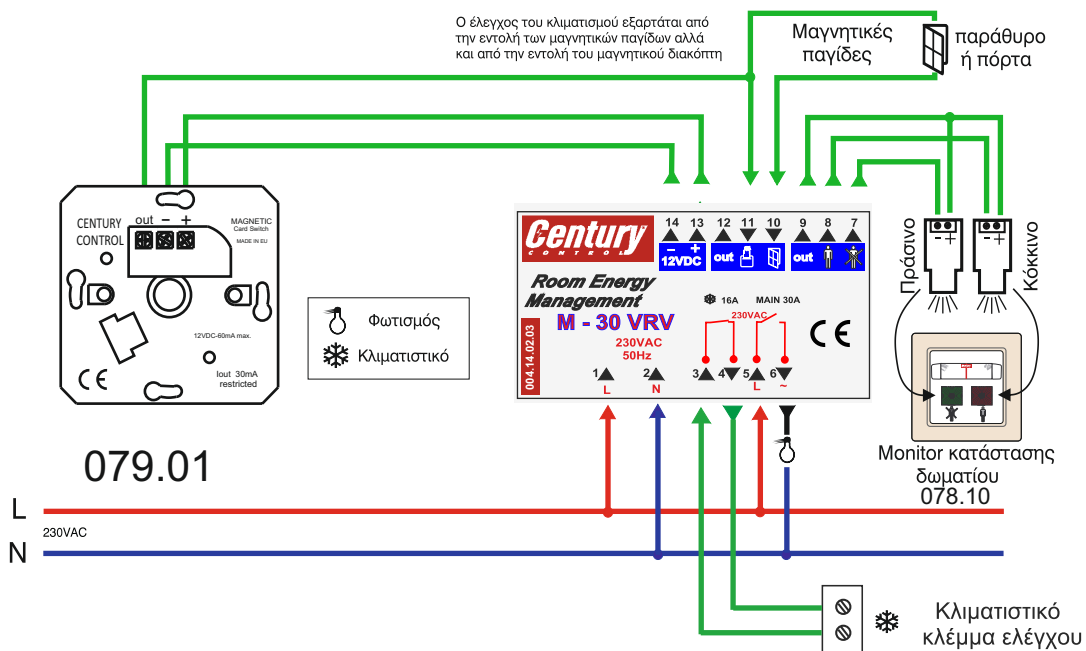 Ο έλεγχος του κλιματισμού εξαρτάται από
την εντολή των μαγνητικών παγίδων αλλά
και από την εντολή του μαγνητικού διακόπτη
Μαγνητικές
παγίδες
παράθυρο
ή πόρτα
CENTURY
CONTROL
out − +
MAGNETIC
Card Switch
MADE IN EU
12VDC-60mA max.
Iout 30mA
restricted
CE
079.01
Φωτισμός
Κλιματιστικό
Century
CONTROL
14 13 12 11 10 9 8 7
− +
12VDC
out
out
Room Energy
Management
M - 30 VRV
230VAC
50Hz
004.14.02.03
16A MAIN 30A
230VAC
CE
1 2 3 4 5 6
L N L ~
Πράσινο
- +
- +
Κόκκινο
Monitor κατάστασης
δωματίου
078.10
L
230VAC
N
Κλιματιστικό
κλέμμα ελέγχου